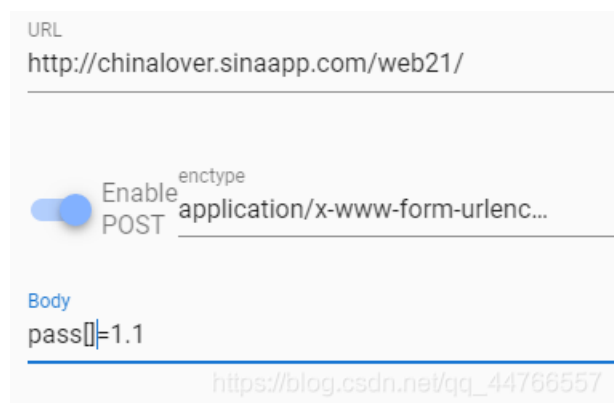 URL
http://chinalover.sinaapp.com/web21/
enctype
Enable
POST
application/x-www-form-urlenc...
Body
pass[]=1.1
https://blog.csdn.net/qq_44766557